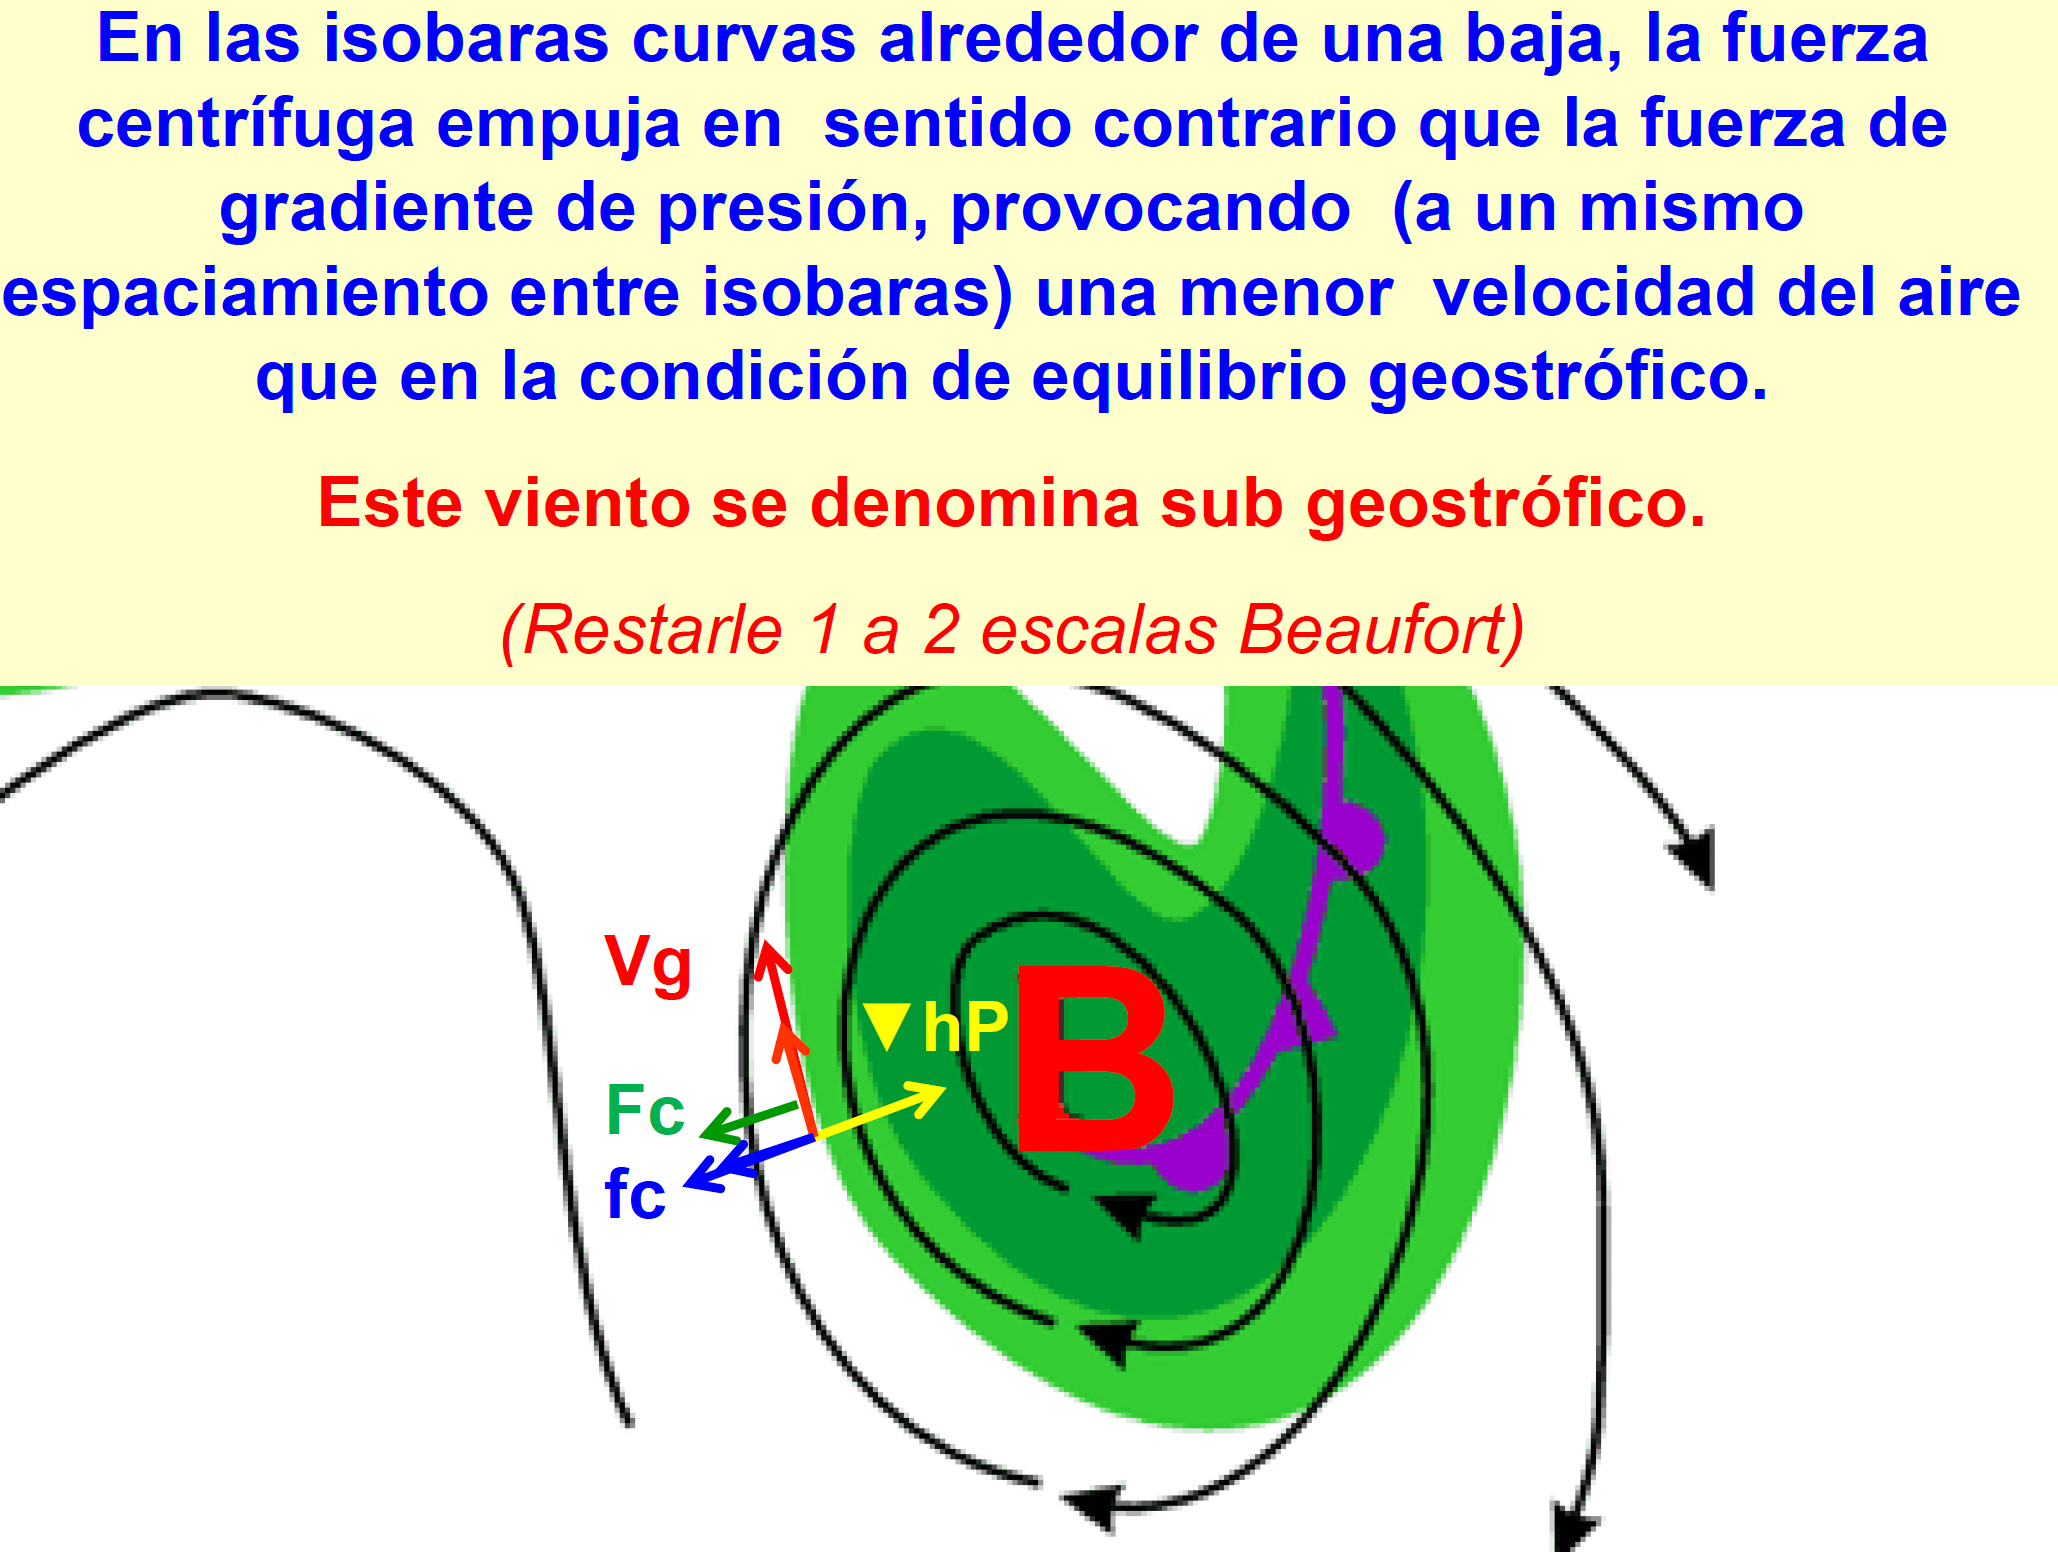 En las isobaras curvas alrededor de una baja, la fuerza
centrífuga empuja en  sentido contrario que la fuerza de
gradiente de presión, provocando  (a un mismo
espaciamiento entre isobaras) una menor  velocidad del aire
que en la condición de equilibrio geostrófico.
Este viento se denomina sub geostrófico.
(Restarle 1 a 2 escalas Beaufort)
Vg
▼hP
B
Fc
fc